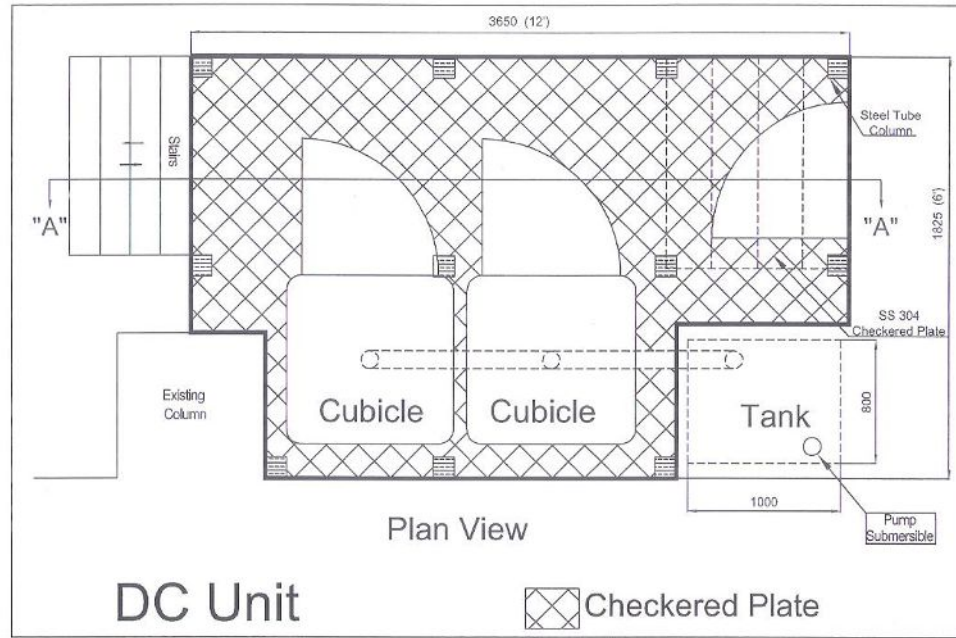 3650 (12')
Steel Tube
Column
Stairs
"A"
"A"
1825 (6')
SS 304
Checkered Plate
Existing
Column
Cubicle
Cubicle
Tank
800
1000
Pump
Submersible
Plan View
DC Unit
Checkered Plate